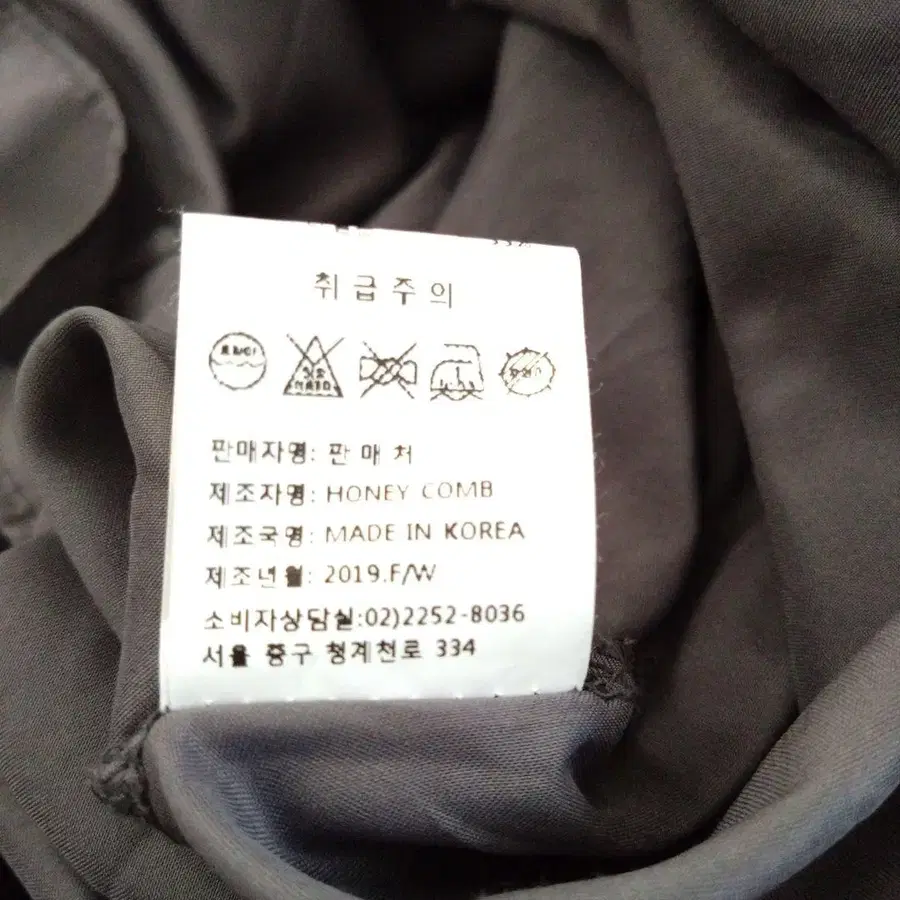 취급주의
판매자명: 판매처
제조자명: HONEY COMB
제조국명: MADE IN KOREA
제조년월: 2019.F/W
소비자상담실:02)2252-8036
서울 중구 청계천로 334